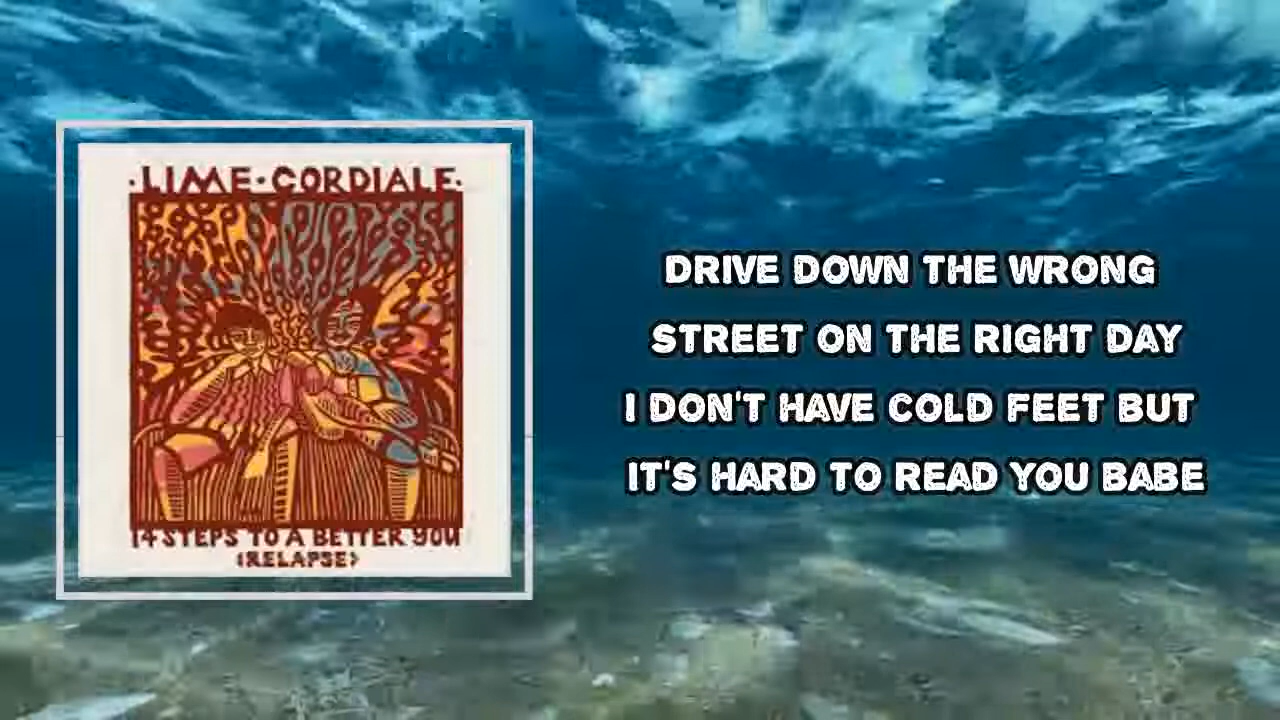 ·LIME·CORDIALE·
14 STEPS TO A BETTER YOU
(RELAPSE)
DRIVE DOWN THE WRONG
STREET ON THE RIGHT DAY
I DON'T HAVE COLD FEET BUT
IT'S HARD TO READ YOU BABE